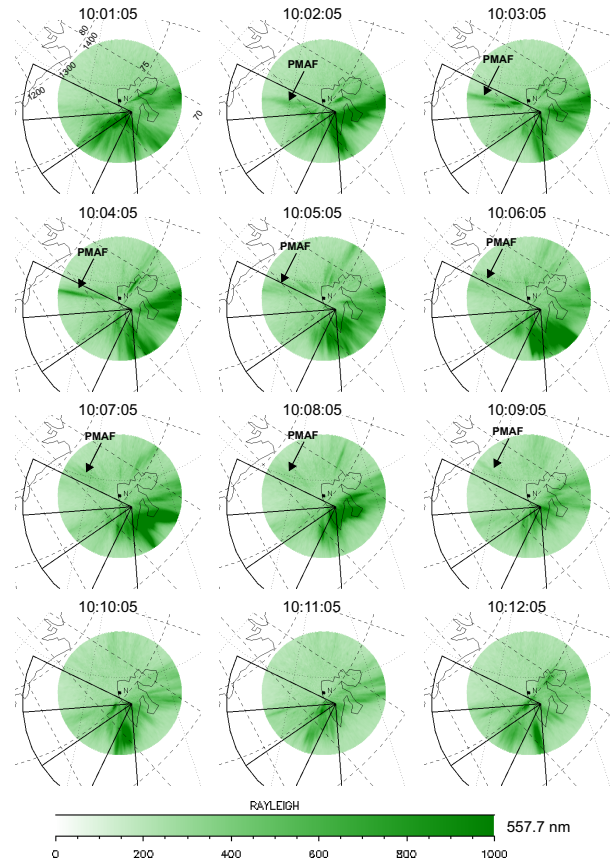 10:01:05 10:02:05 10:03:05
80
1400
1300
1200
75
70
N
PMAF
N
PMAF
N
10:04:05 10:05:05 10:06:05
PMAF
N
PMAF
N
PMAF
N
10:07:05 10:08:05 10:09:05
PMAF
N
PMAF
N
PMAF
N
10:10:05 10:11:05 10:12:05
N
N
N
RAYLEIGH
557.7 nm
0 200 400 600 800 1000